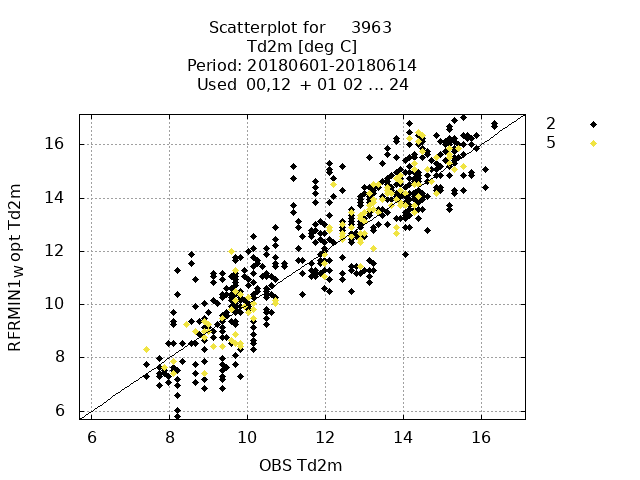 Scatterplot for 3963
Td2m [deg C]
Period: 20180601-20180614
Used 00,12 + 01 02 ... 24
2
5
RFRMIN1w opt Td2m
16
14
12
10
8
6
6 8 10 12 14 16
OBS Td2m